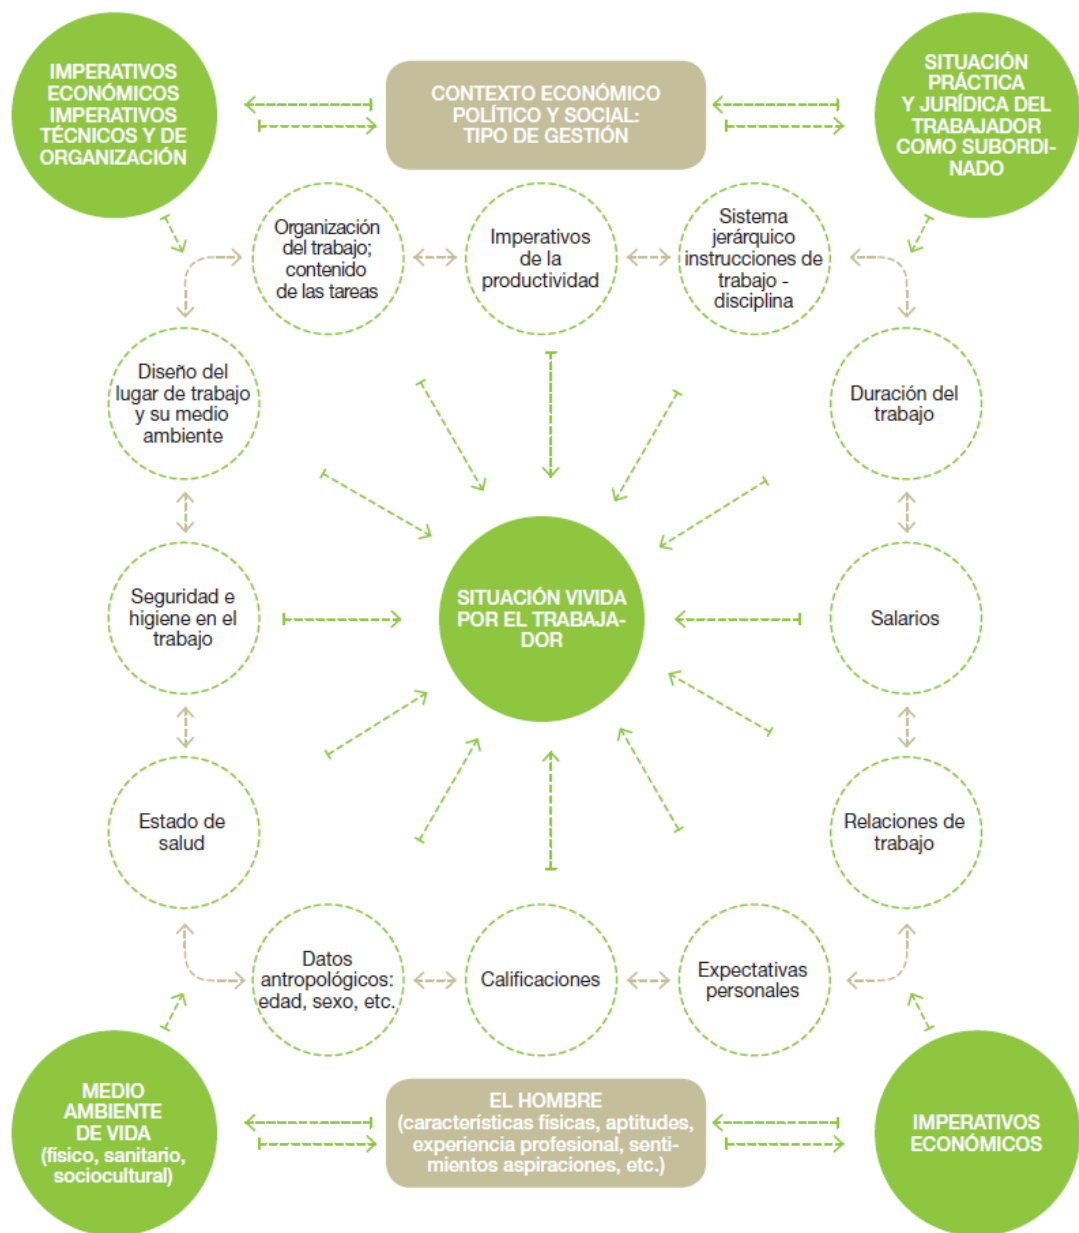 IMPERATIVOS
ECONÓMICOS
IMPERATIVOS
TÉCNICOS Y DE
ORGANIZACIÓN
CONTEXTO ECONÓMICO
POLÍTICO Y SOCIAL:
TIPO DE GESTIÓN
SITUACIÓN
PRÁCTICA
Y JURÍDICA DEL
TRABAJADOR
COMO SUBORDI-
NADO
Organización
del trabajo;
contenido
de las tareas
Imperativos
de la
productividad
Sistema
jerárquico
instrucciones de
trabajo -
disciplina
Diseño del
lugar de trabajo
y su medio
ambiente
Duración del
trabajo
Seguridad e
higiene en el
trabajo
SITUACIÓN VIVIDA
POR EL TRABAJA-
DOR
Salarios
Estado de
salud
Relaciones de
trabajo
Datos
antropológicos:
edad, sexo, etc.
Calificaciones
Expectativas
personales
MEDIO
AMBIENTE
DE VIDA
(físico, sanitario,
sociocultural)
EL HOMBRE
(características físicas, aptitudes,
experiencia profesional, senti-
mientos aspiraciones, etc.)
IMPERATIVOS
ECONÓMICOS